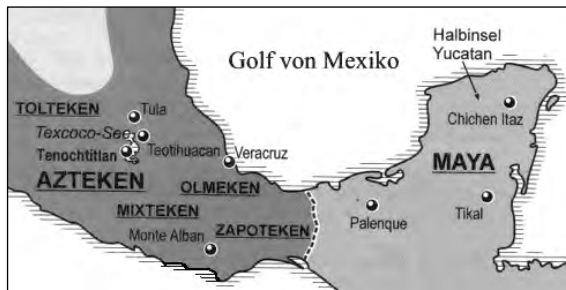 Golf von Mexiko
Halbinsel
Yucatan
TOLTEKEN
Tula
Chichen Itaz
Texcoco-See
Teotihuacan
Veracruz
Tenochtitlan
AZTEKEN
OLMEKEN
MAYA
MIXTEKEN
Monte Alban
ZAPOTEKEN
Palenque
Tikal